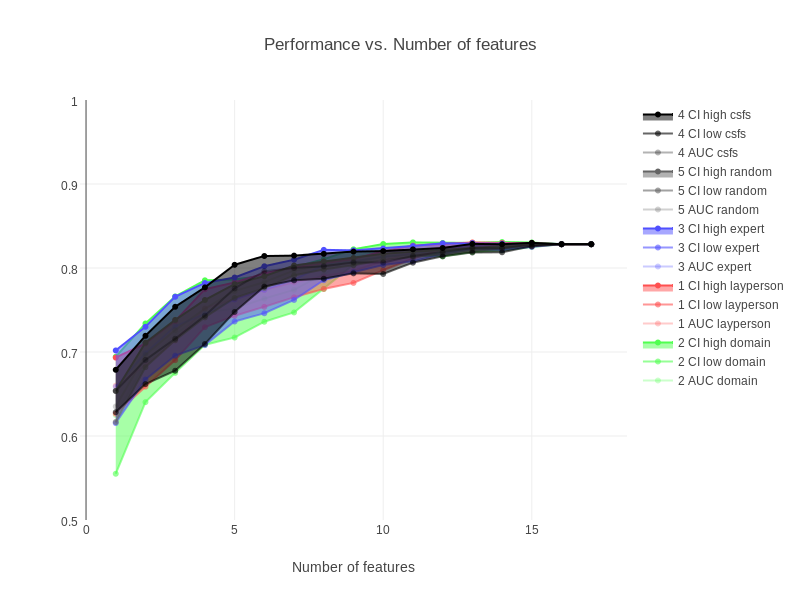 Performance vs. Number of features
1
0.9
0.8
0.7
0.6
0.5
0
5
10
15
Number of features
4 CI high csfs
4 CI low csfs
4 AUC csfs
5 CI high random
5 CI low random
5 AUC random
3 CI high expert
3 CI low expert
3 AUC expert
1 CI high layperson
1 CI low layperson
1 AUC layperson
2 CI high domain
2 CI low domain
2 AUC domain